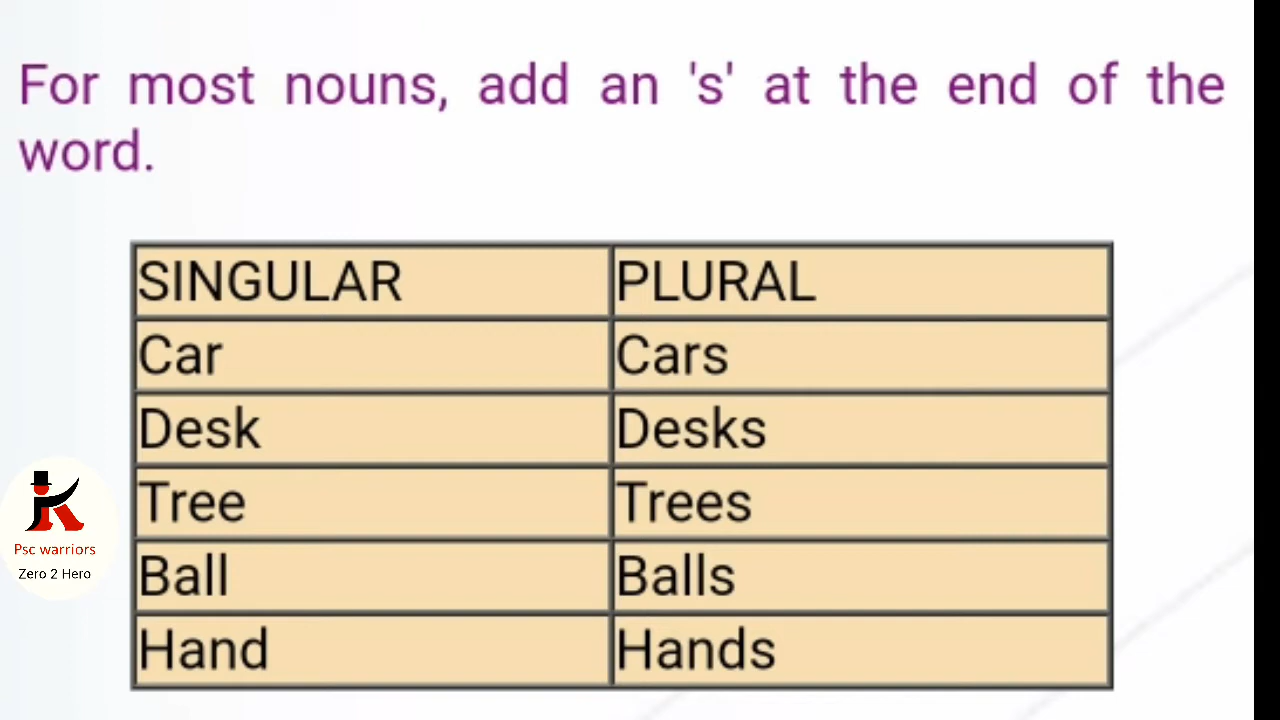 For most nouns, add an 's' at the end of the
word.
SINGULAR PLURAL
Car Cars
Desk Desks
Tree Trees
Ball Balls
Hand Hands
Psc warriors
Zero 2 Hero